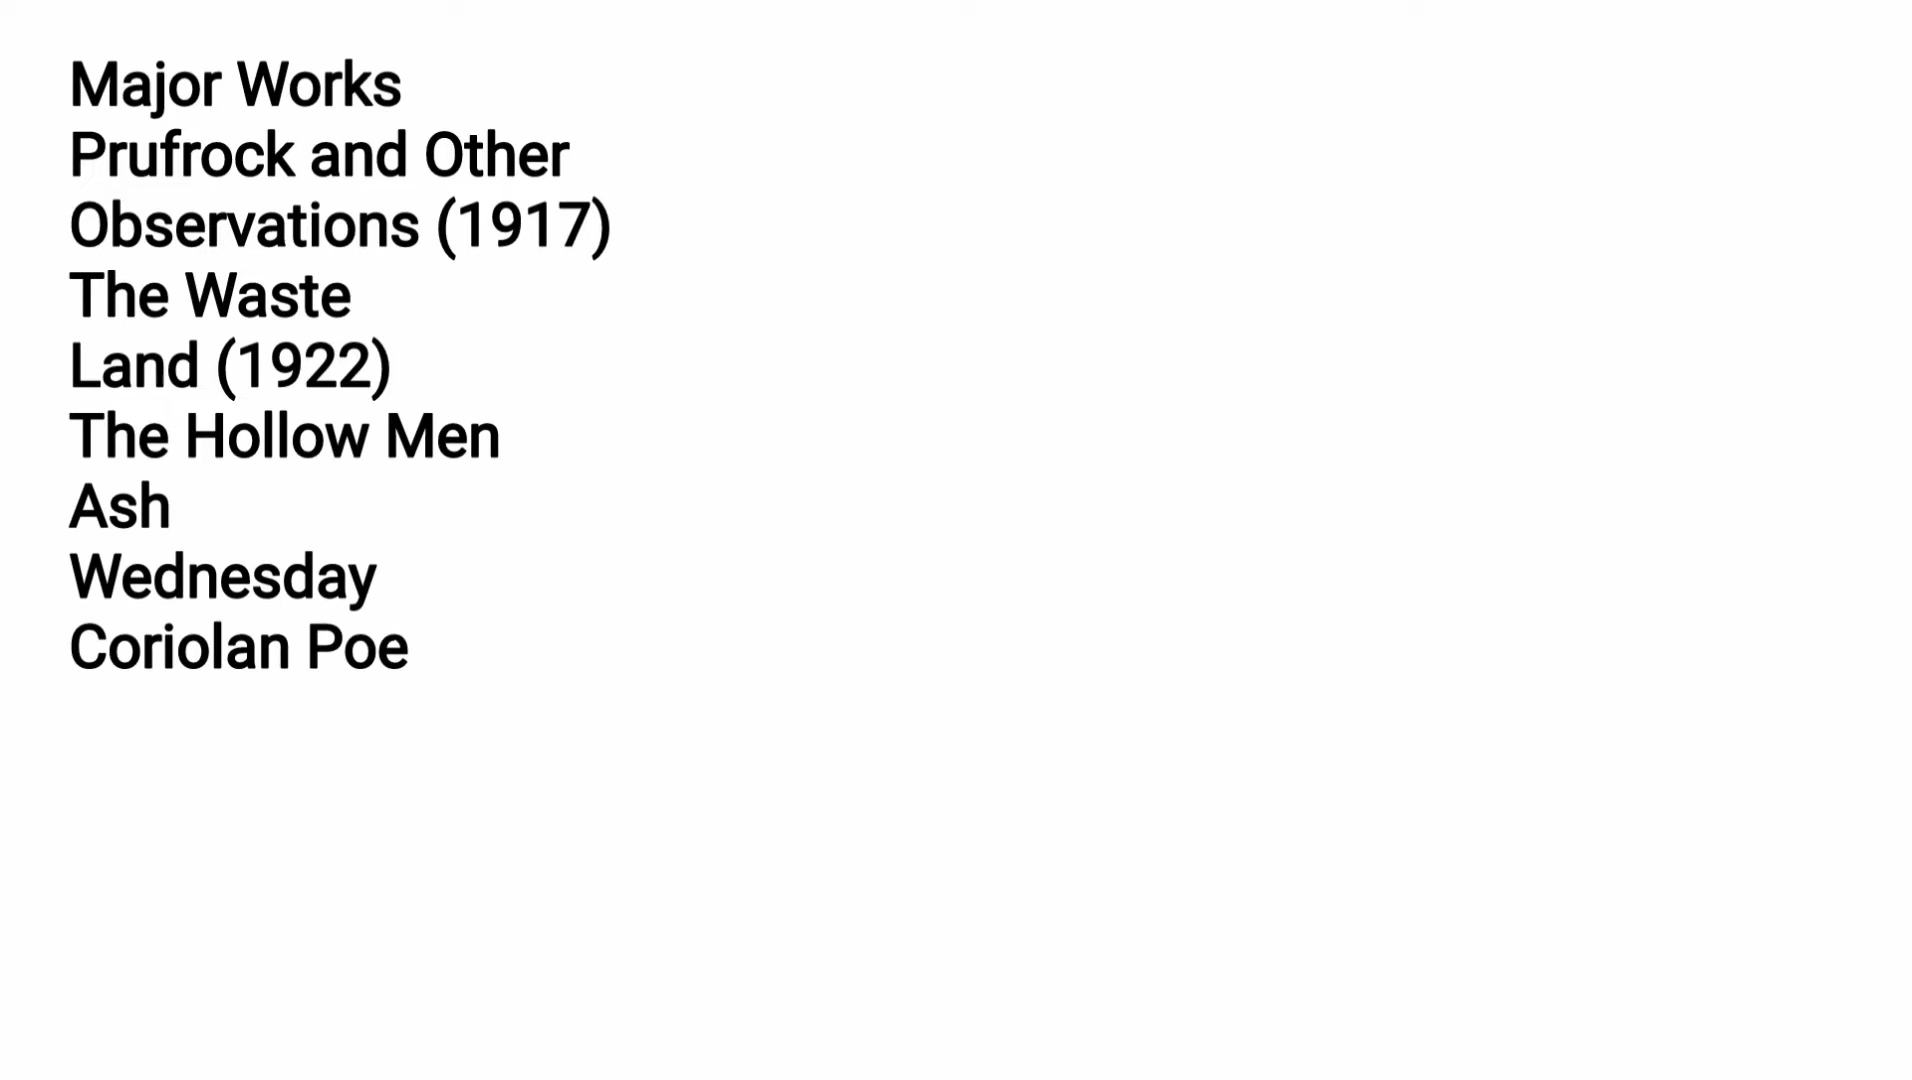 Major Works
Prufrock and Other
Observations (1917)
The Waste
Land (1922)
The Hollow Men
Ash
Wednesday
Coriolan Poe